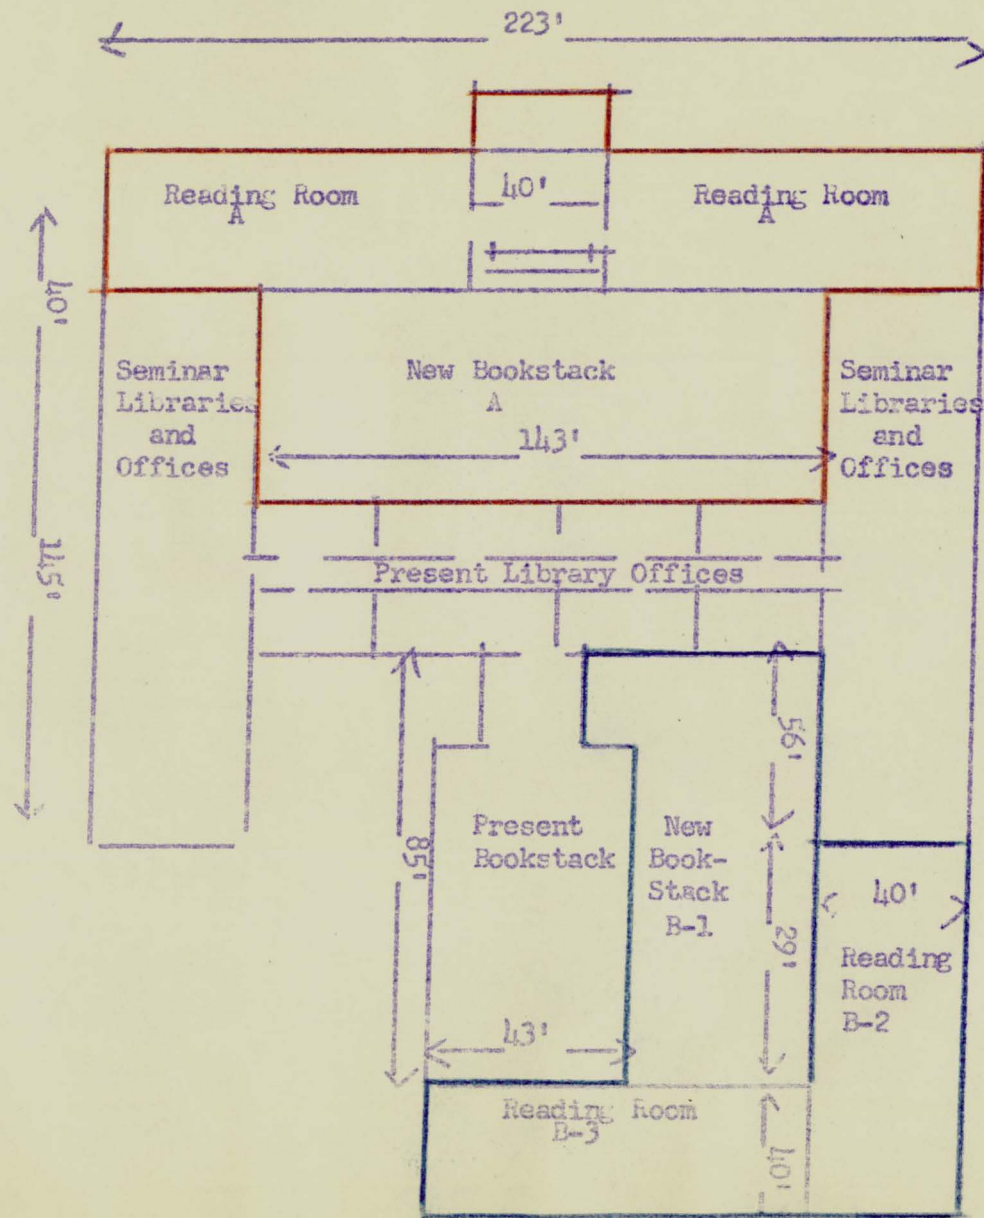 223'
Reading Room
A
40'
Reading Room
A
40'
145'
Seminar
Libraries
and
Offices
New Bookstack
A
143'
Seminar
Libraries
and
Offices
Present Library Offices
85'
Present
Bookstack
New
Book-
Stack
B-1
56'
29'
40'
Reading
Room
B-2
43'
Reading Room
B-3
40'